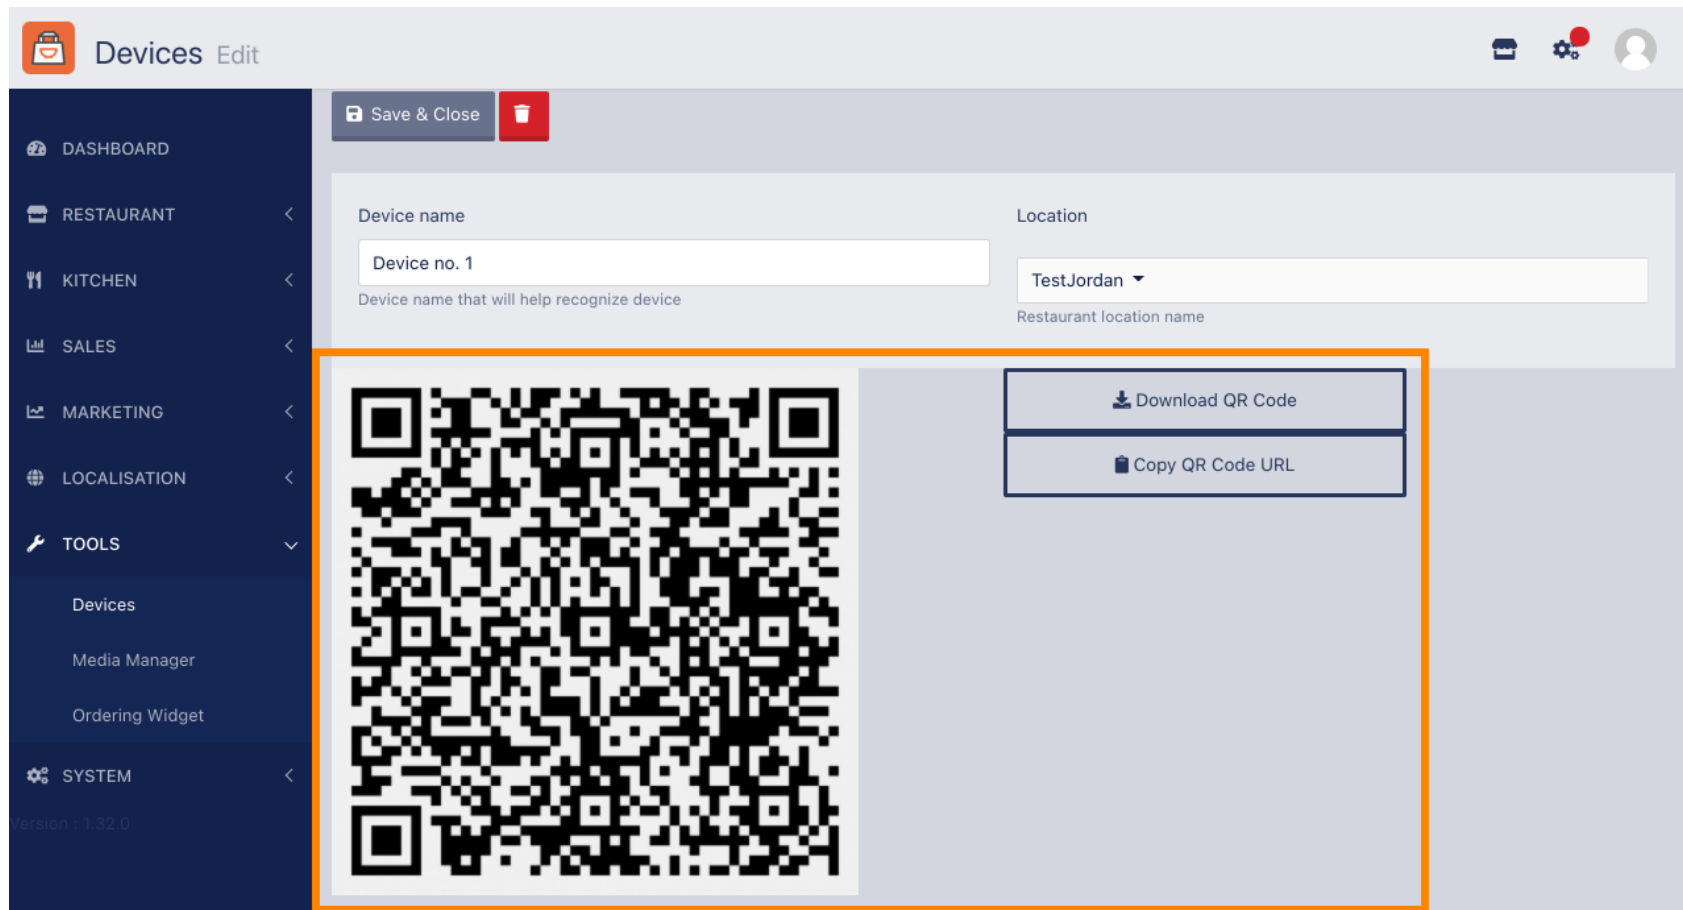 Devices Edit
Save & Close
DASHBOARD
RESTAURANT
KITCHEN
SALES
MARKETING
LOCALISATION
TOOLS
Devices
Media Manager
Ordering Widget
SYSTEM
Version : 1.32.0
Device name
Device no. 1
Device name that will help recognize device
Location
TestJordan
Restaurant location name
Download QR Code
Copy QR Code URL